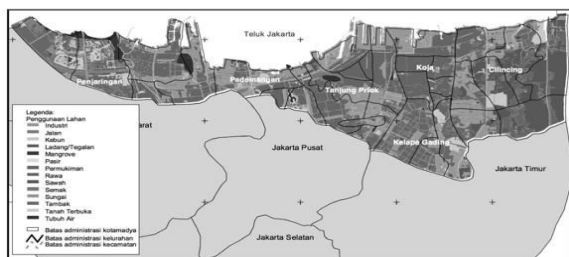 Teluk Jakarta
Penjaringan
Pademangan
Tanjung Priok
Koja
Cilincing
Kelapa Gading
arat
Jakarta Pusat
Jakarta Timur
Jakarta Selatan
Legenda:
Penggunaan Lahan
Industri
Jalan
Kebun
Ladang/Tegalan
Mangrove
Pasir
Permukiman
Rawa
Sawah
Semak
Sungai
Tambak
Tanah Terbuka
Tubuh Air
Batas administrasi kotamadya
Batas administrasi kelurahan
Batas administrasi kecamatan